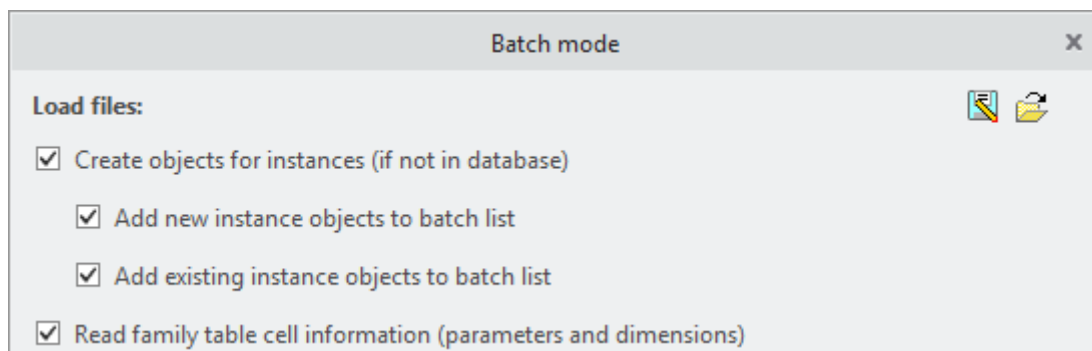 Batch mode
Load files:
Create objects for instances (if not in database)
Add new instance objects to batch list
Add existing instance objects to batch list
Read family table cell information (parameters and dimensions)